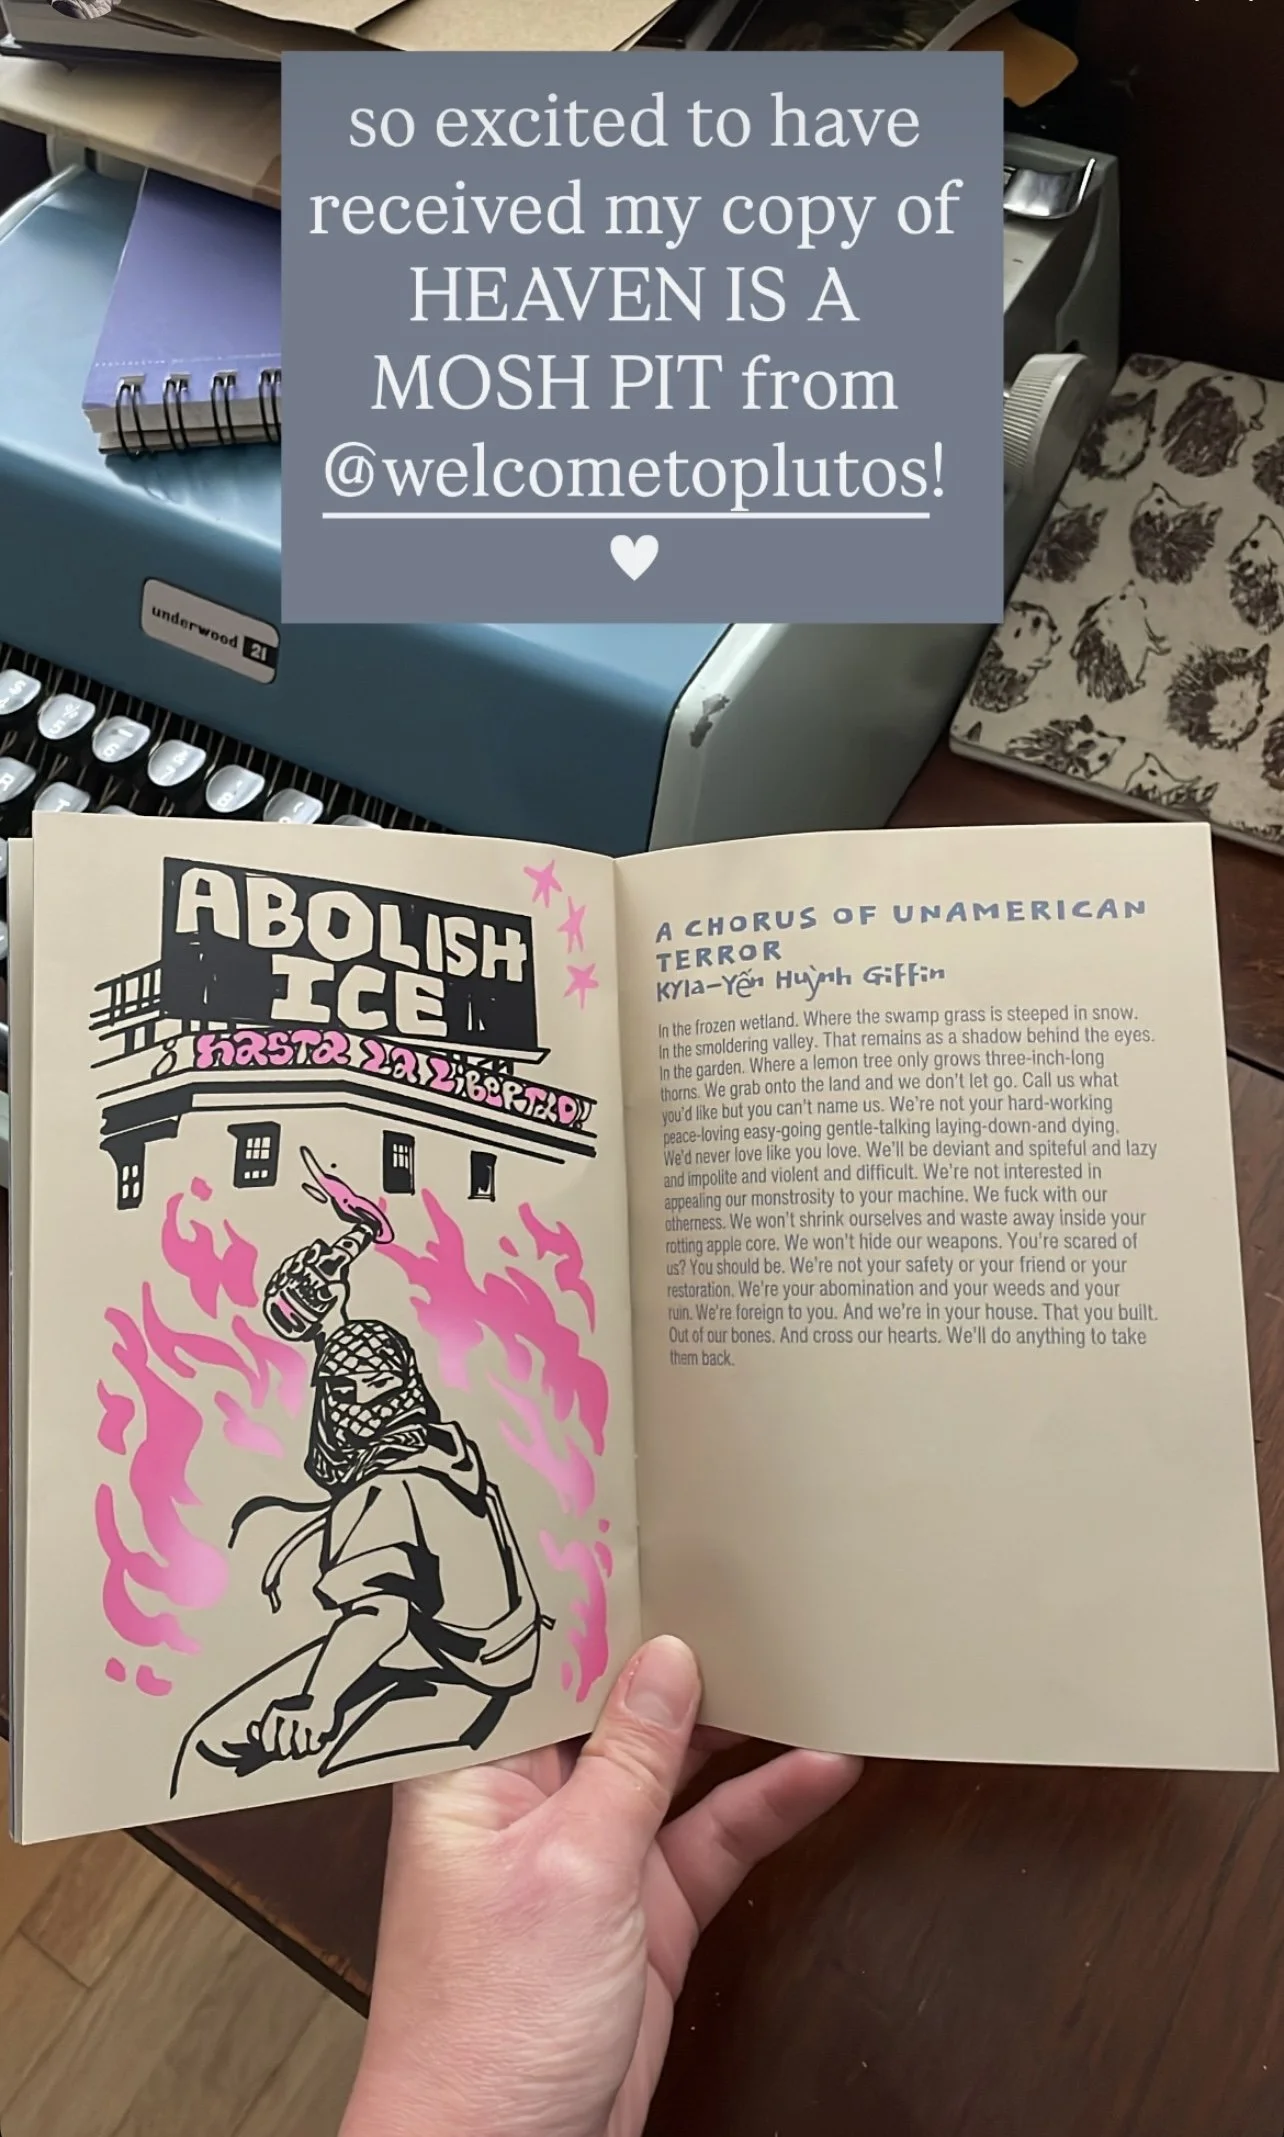 so excited to have
received my copy of
HEAVEN IS A
MOSH PIT from
@welcometoplutos!
underwood 21
ABOLISH
ICE
HASTA LA LIBERTAD!
A CHORUS OF UNAMERICAN
TERROR
Kyla-Yến Huỳnh Giffin
In the frozen wetland. Where the swamp grass is steeped in snow.
In the smoldering valley. That remains as a shadow behind the eyes.
In the garden. Where a lemon tree only grows three-inch-long
thorns. We grab onto the land and we don't let go. Call us what
you'd like but you can't name us. We're not your hard-working
peace-loving easy-going gentle-talking laying-down-and dying.
We'd never love like you love. We'll be deviant and spiteful and lazy
and impolite and violent and difficult. We're not interested in
appealing our monstrosity to your machine. We fuck with our
otherness. We won't shrink ourselves and waste away inside your
rotting apple core. We won't hide our weapons. You're scared of
us? You should be. We're not your safety or your friend or your
restoration. We're your abomination and your weeds and your
ruin. We're foreign to you. And we're in your house. That you built.
Out of our bones. And cross our hearts. We'll do anything to take
them back.